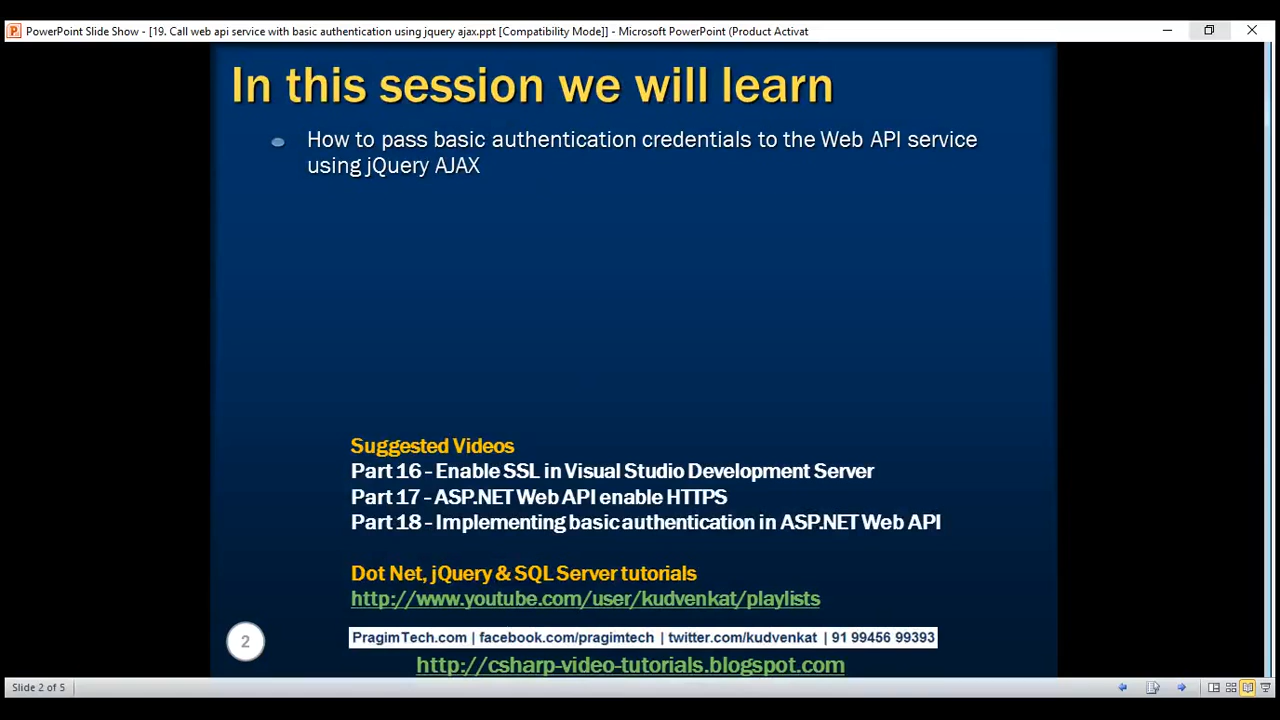 PowerPoint Slide Show - [19. Call web api service with basic authentication using jquery ajax.ppt [Compatibility Mode]] - Microsoft PowerPoint (Product Activat
In this session we will learn
How to pass basic authentication credentials to the Web API service
using jQuery AJAX
Suggested Videos
Part 16 - Enable SSL in Visual Studio Development Server
Part 17 - ASP.NET Web API enable HTTPS
Part 18 - Implementing basic authentication in ASP.NET Web API
Dot Net, jQuery & SQL Server tutorials
http://www.youtube.com/user/kudvenkat/playlists
2
PragimTech.com | facebook.com/pragimtech | twitter.com/kudvenkat | 91 99456 99393
http://csharp-video-tutorials.blogspot.com
Slide 2 of 5